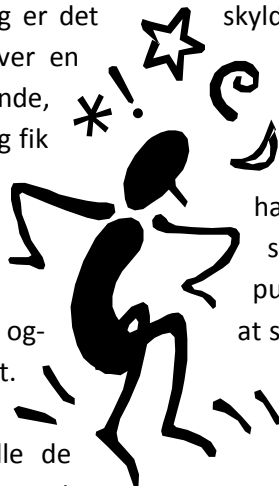 g er det skyld
ver en
nde,
g fik
ha
s
pu
og- at s
t.
lle de